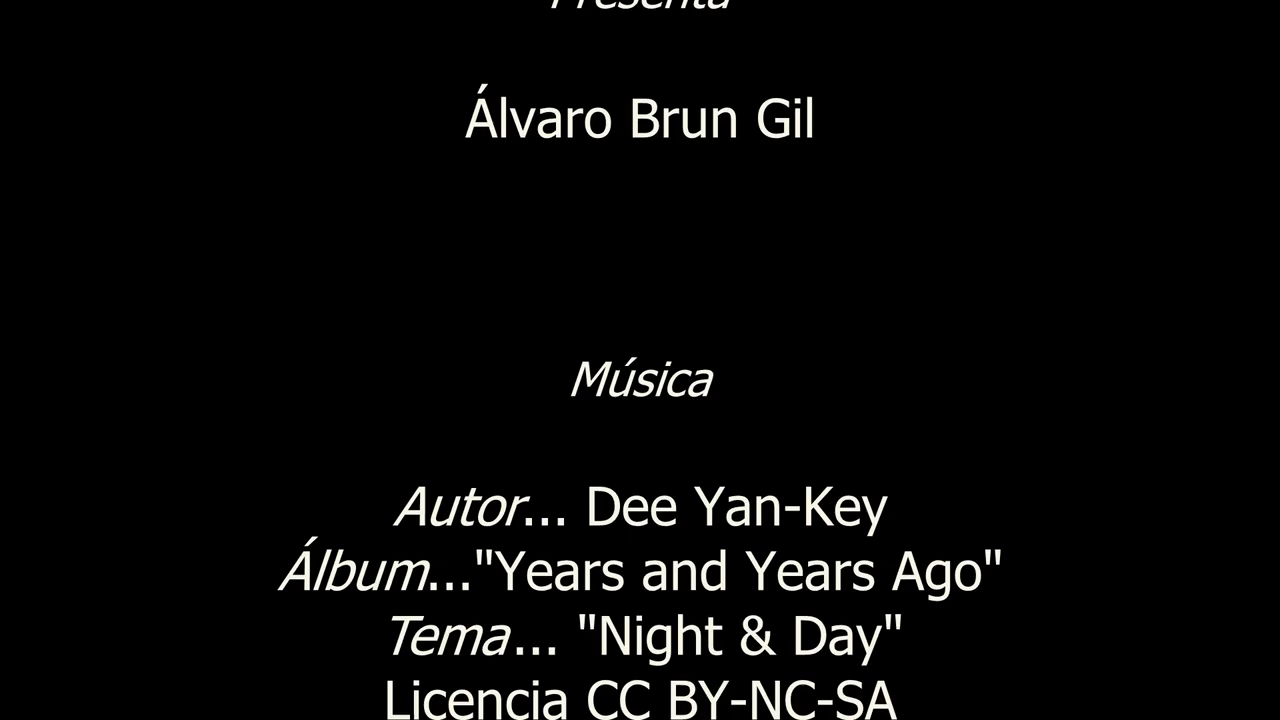 Presenta
Álvaro Brun Gil
Música
Autor... Dee Yan-Key
Álbum..."Years and Years Ago"
Tema... "Night & Day"
Licencia CC BY-NC-SA